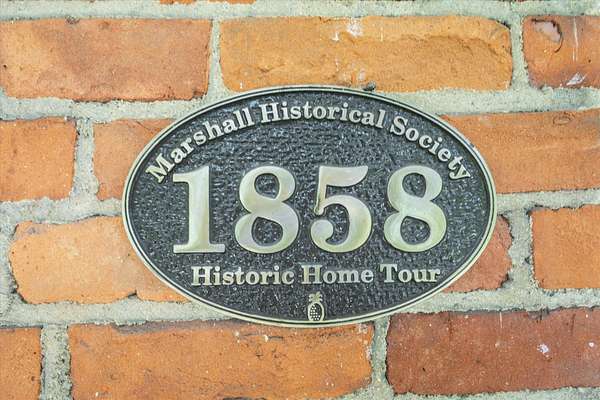 Marshall Historical Society
1858
Historic Home Tour